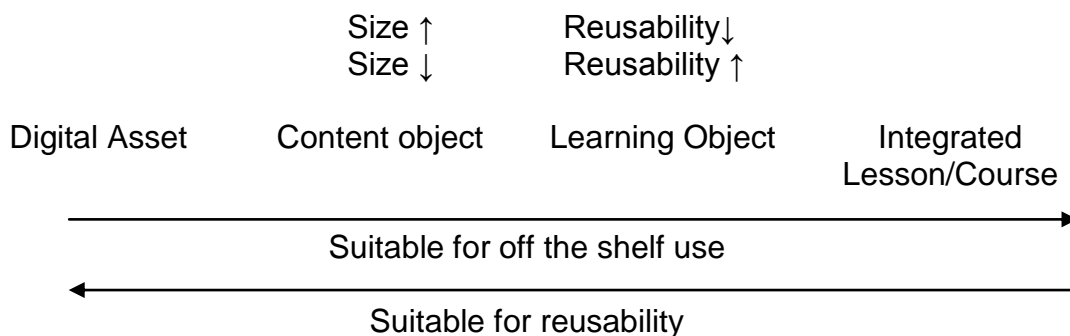 Size ↑ Reusability↓
Size ↓ Reusability ↑
Digital Asset Content object Learning Object Integrated
Lesson/Course
Suitable for off the shelf use
Suitable for reusability